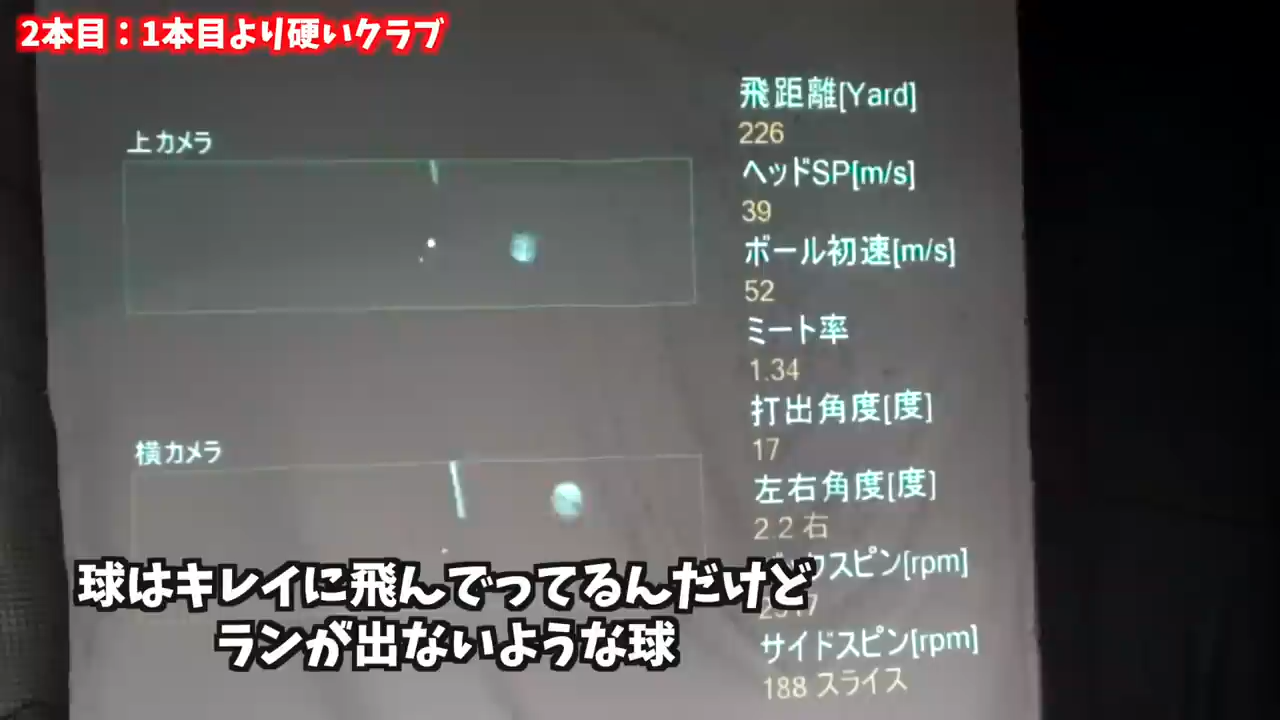 2本目：1本目より硬いクラブ
上カメラ
横カメラ
飛距離[Yard]
226
ヘッドSP[m/s]
39
ボール初速[m/s]
52
ミート率
1.34
打出角度[度]
17
左右角度[度]
2.2 右
スピン[rpm]
サイドスピン[rpm]
188 スライス
球はキレイに飛んでってるんだけど
ランが出ないような球